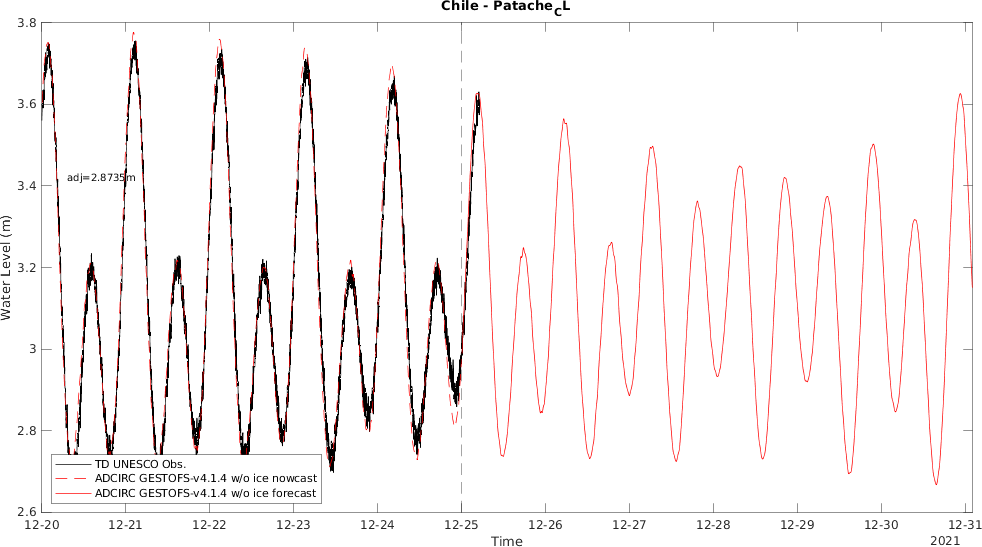 Chile - Patache_CL
3.8
3.6
3.4
3.2
3
2.8
2.6
Water Level (m)
adj=2.8735m
TD UNESCO Obs.
ADCIRC GESTOFS-v4.1.4 w/o ice nowcast
ADCIRC GESTOFS-v4.1.4 w/o ice forecast
12-20 12-21 12-22 12-23 12-24 12-25 12-26 12-27 12-28 12-29 12-30 12-31
Time
2021